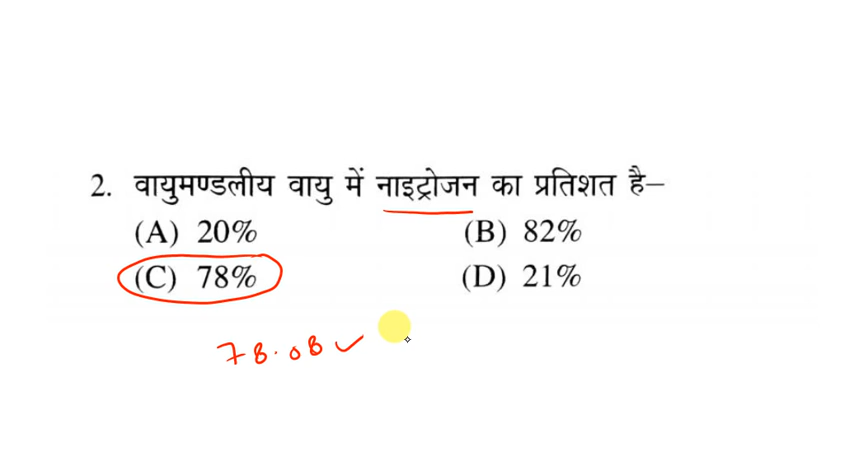 2. वायुमण्डलीय वायु में नाइट्रोजन का प्रतिशत है–
(A) 20% (B) 82%
(C) 78% (D) 21%
78.08 ✓